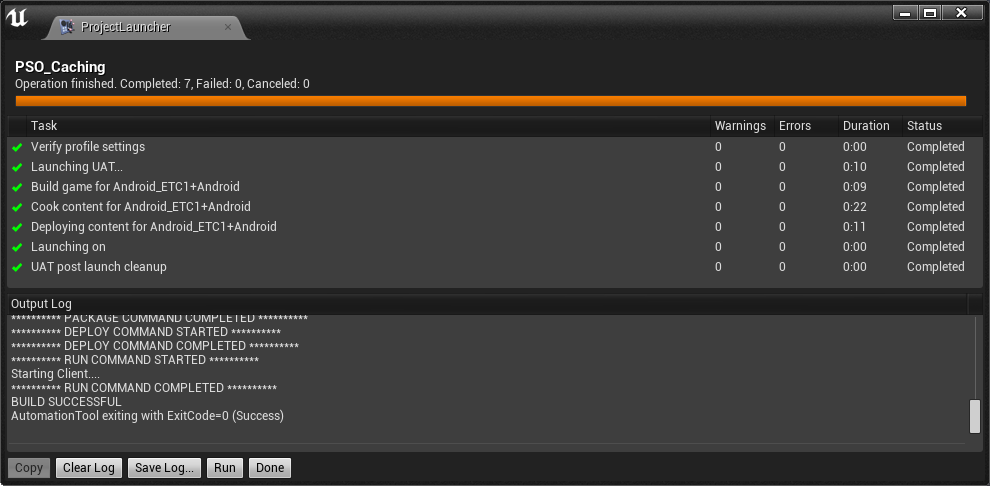 ProjectLauncher
PSO_Caching
Operation finished. Completed: 7, Failed: 0, Canceled: 0
Task Warnings Errors Duration Status
Verify profile settings 0 0 0:00 Completed
Launching UAT... 0 0 0:10 Completed
Build game for Android_ETC1+Android 0 0 0:09 Completed
Cook content for Android_ETC1+Android 0 0 0:22 Completed
Deploying content for Android_ETC1+Android 0 0 0:11 Completed
Launching on 0 0 0:00 Completed
UAT post launch cleanup 0 0 0:00 Completed
Output Log
********** PACKAGE COMMAND COMPLETED **********
********** DEPLOY COMMAND STARTED **********
********** DEPLOY COMMAND COMPLETED **********
********** RUN COMMAND STARTED **********
Starting Client....
********** RUN COMMAND COMPLETED **********
BUILD SUCCESSFUL
AutomationTool exiting with ExitCode=0 (Success)
Copy Clear Log Save Log... Run Done